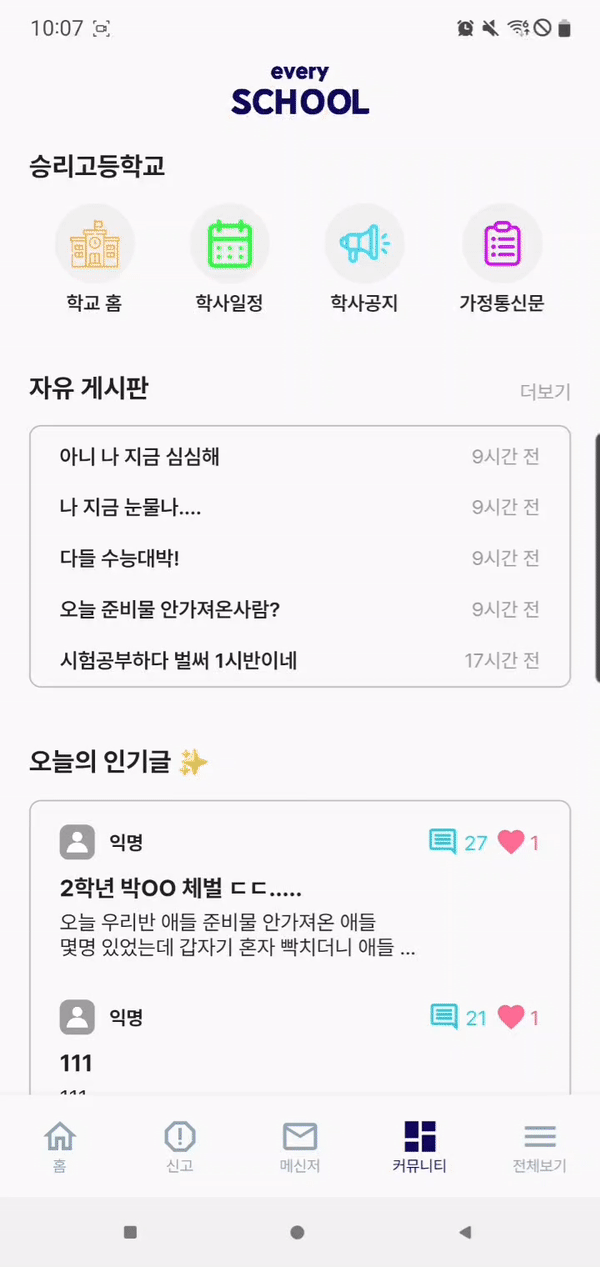 10:07
every
SCHOOL
승리고등학교
학교 홈 학사일정 학사공지 가정통신문
자유 게시판 더보기
아니 나 지금 심심해 9시간 전
나 지금 눈물나.... 9시간 전
다들 수능대박! 9시간 전
오늘 준비물 안가져온사람? 9시간 전
시험공부하다 벌써 1시반이네 17시간 전
오늘의 인기글 ✨
익명 27 1
2학년 박OO 체벌 ㄷㄷ.....
오늘 우리반 애들 준비물 안가져온 애들
몇명 있었는데 갑자기 혼자 빡치더니 애들 ...
익명 21 1
111
111
홈 신고 메신저 커뮤니티 전체보기